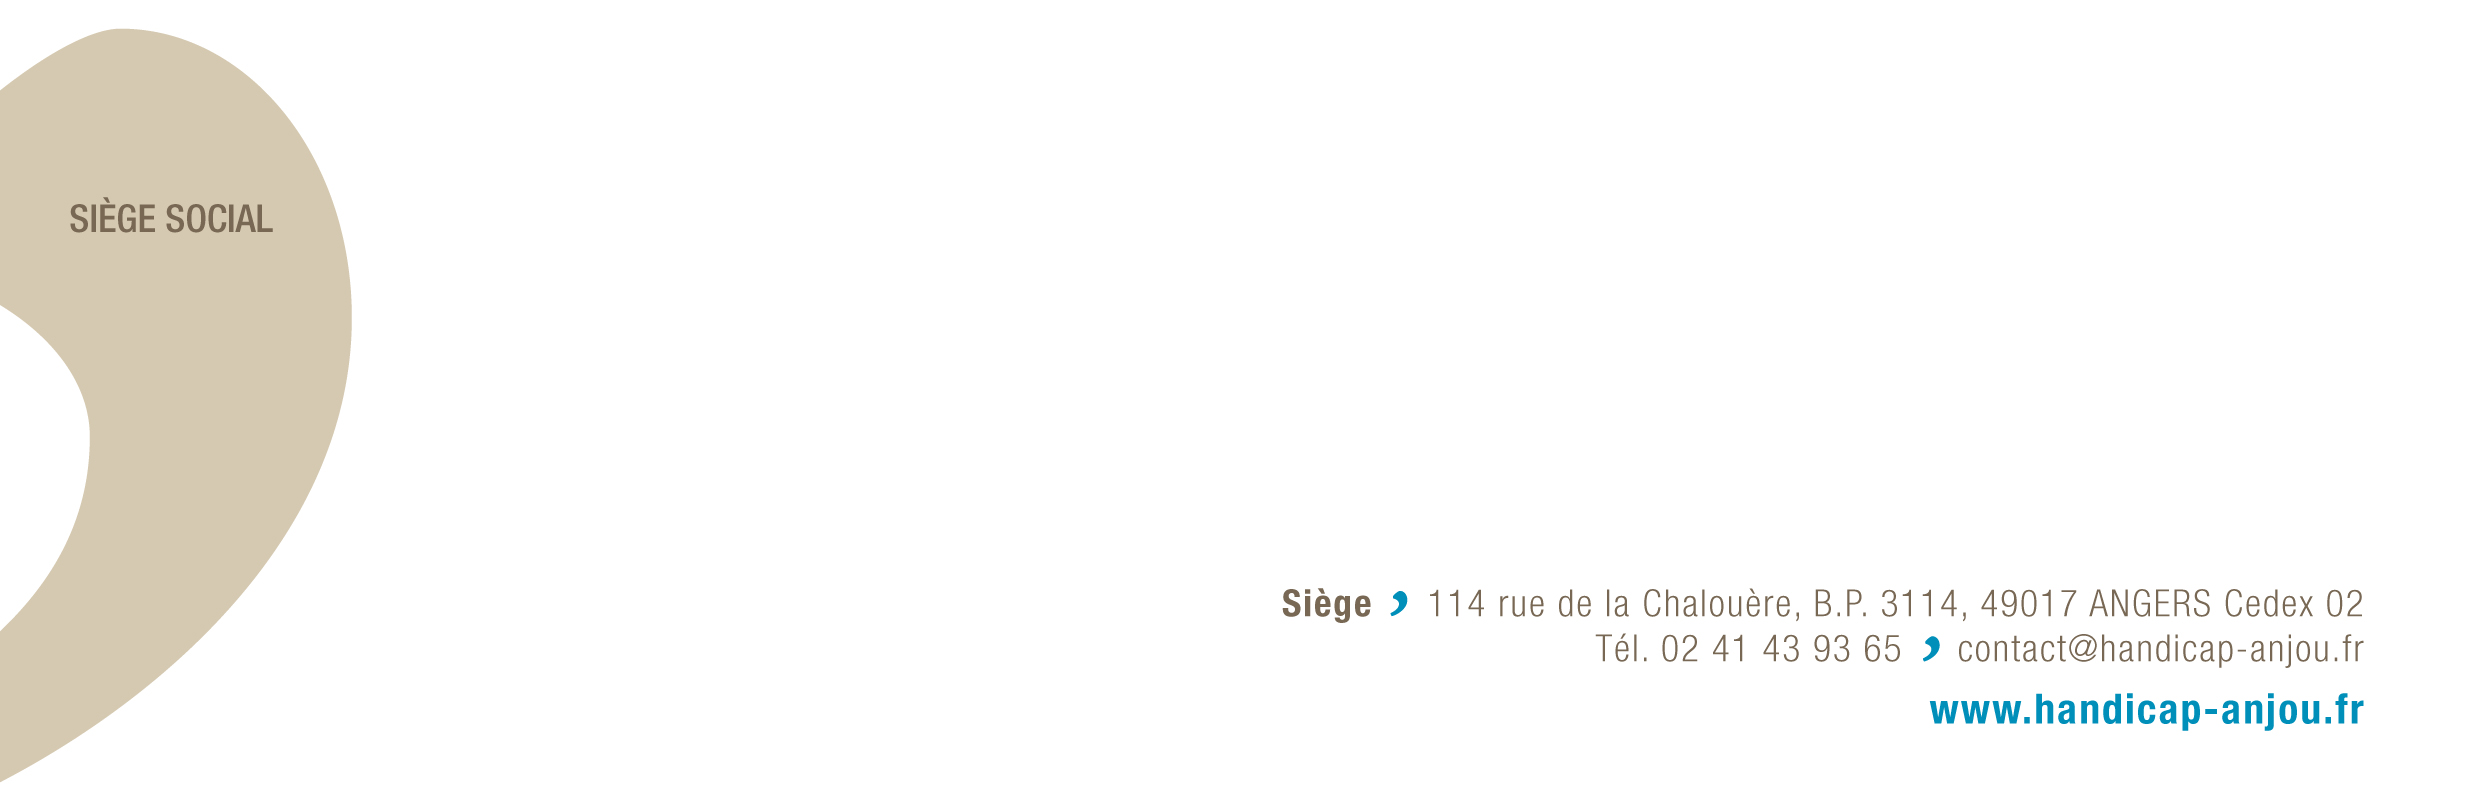 SIÈGE SOCIAL
Siège 114 rue de la Chalouère, B.P. 3114, 49017 ANGERS Cedex 02
Tél. 02 41 43 93 65 contact@handicap-anjou.fr
www.handicap-anjou.fr